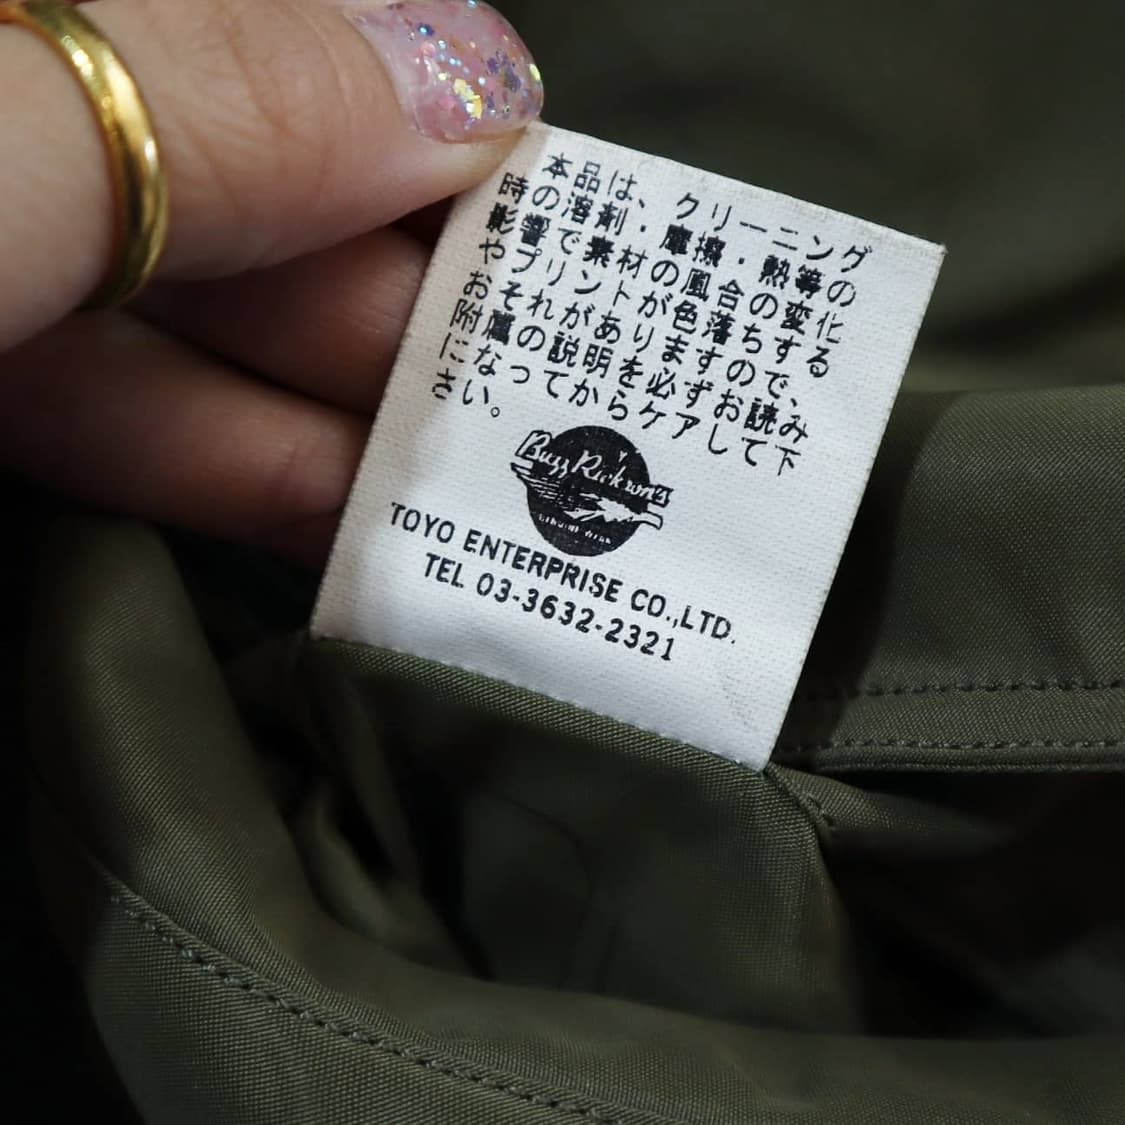 本品は、クリーニング
時の溶剤・摩擦・熱等の
影響で素材の風合の変化
やプリントが色落ちする
おそれがありますので、
附属の説明を必ずお読み
になってからケアして下
さい。
Buzz Rickson's
GENUINE WEAR
TOYO ENTERPRISE CO.,LTD.
TEL 03-3632-2321